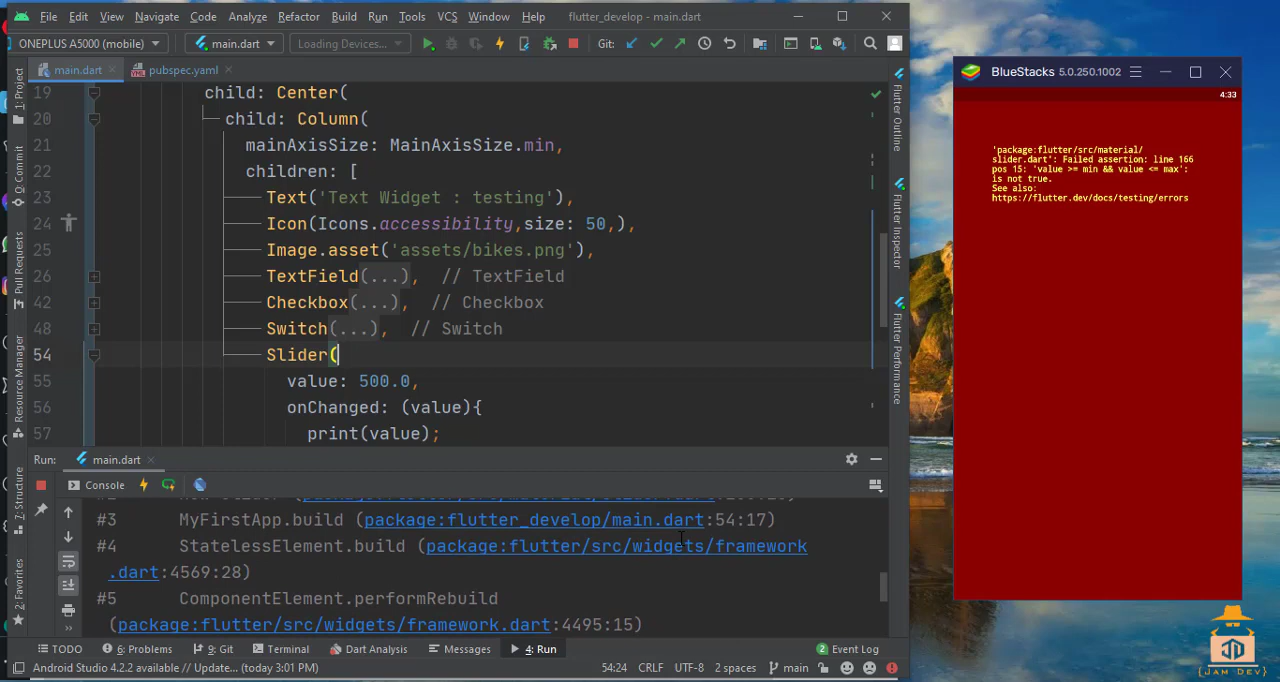 File Edit View Navigate Code Analyze Refactor Build Run Tools VCS Window Help flutter_develop - main.dart
ONEPLUS A5000 (mobile) main.dart Loading Devices... Git:
main.dart pubspec.yaml
19 child: Center(
20 child: Column(
21 mainAxisSize: MainAxisSize.min,
22 children: [
23 Text('Text Widget : testing'),
24 Icon(Icons.accessibility,size: 50,),
25 Image.asset('assets/bikes.png'),
26 TextField(...), // TextField
42 Checkbox(...), // Checkbox
48 Switch(...), // Switch
54 Slider(
55 value: 500.0,
56 onChanged: (value){
57 print(value);
1: Project
Commit
Pull Requests
Resource Manager
7: Structure
2: Favorites
Flutter Outline
Flutter Inspector
Flutter Performance
Run: main.dart
Console
#3 MyFirstApp.build (package:flutter_develop/main.dart:54:17)
#4 StatelessElement.build (package:flutter/src/widgets/framework
.dart:4569:28)
#5 ComponentElement.performRebuild
(package:flutter/src/widgets/framework.dart:4495:15)
TODO 6: Problems 9: Git Terminal Dart Analysis Messages 4: Run 2 Event Log
Android Studio 4.2.2 available // Update... (today 3:01 PM) 54:24 CRLF UTF-8 2 spaces main
BlueStacks 5.0.250.1002
4:33
'package:flutter/src/material/
slider.dart': Failed assertion: line 166
pos 15: 'value >= min && value <= max':
is not true.
See also:
https://flutter.dev/docs/testing/errors
JD
{JAM DEV}